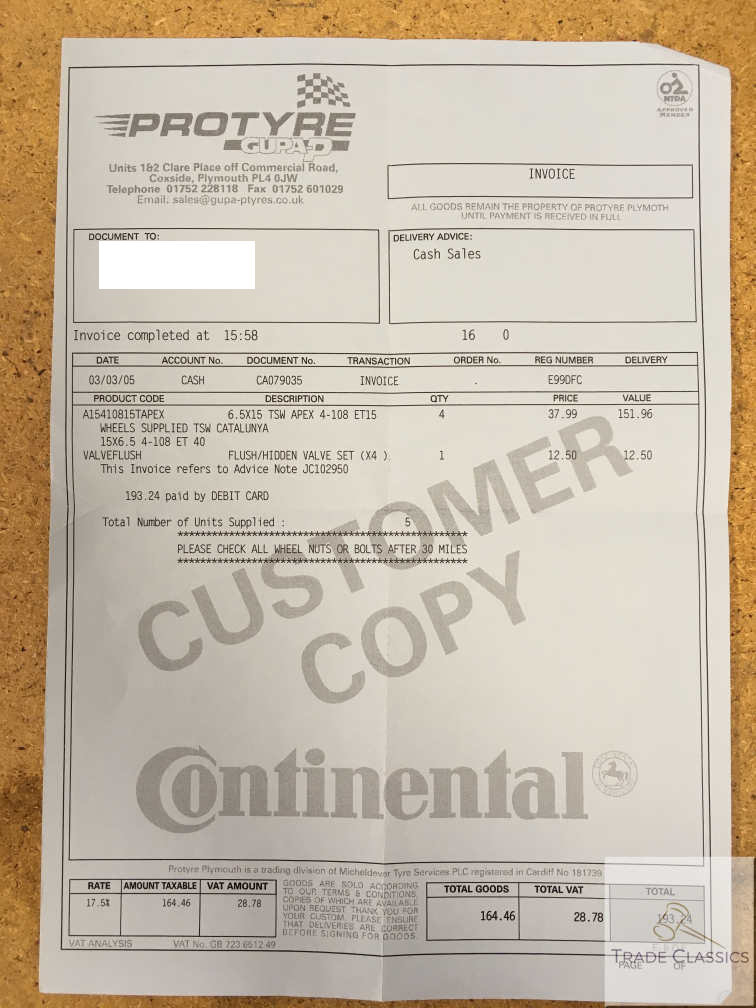 PROTYRE
GUPA-P
NTDA
APPROVED
MEMBER
Units 1&2 Clare Place off Commercial Road,
Coxside, Plymouth PL4 0JW
Telephone 01752 228118 Fax 01752 601029
Email: sales@gupa-ptyres.co.uk
INVOICE
ALL GOODS REMAIN THE PROPERTY OF PROTYRE PLYMOTH
UNTIL PAYMENT IS RECEIVED IN FULL
DOCUMENT TO:
DELIVERY ADVICE:
Cash Sales
Invoice completed at 15:58 16 0
DATE ACCOUNT No. DOCUMENT No. TRANSACTION ORDER No. REG NUMBER DELIVERY
03/03/05 CASH CA079035 INVOICE . E99DFC
PRODUCT CODE DESCRIPTION QTY PRICE VALUE
A15410815TAPEX 6.5X15 TSW APEX 4-108 ET15 4 37.99 151.96
WHEELS SUPPLIED TSW CATALUNYA
15X6.5 4-108 ET 40
VALVEFLUSH FLUSH/HIDDEN VALVE SET (X4 ) 1 12.50 12.50
This Invoice refers to Advice Note JC102950
193.24 paid by DEBIT CARD
Total Number of Units Supplied : 5
**************************************************
PLEASE CHECK ALL WHEEL NUTS OR BOLTS AFTER 30 MILES
**************************************************
CUSTOMER
COPY
Continental
Protyre Plymouth is a trading division of Micheldever Tyre Services PLC registered in Cardiff No 181739
RATE AMOUNT TAXABLE VAT AMOUNT
17.5% 164.46 28.78
VAT ANALYSIS VAT No. GB 723 6512 49
GOODS ARE SOLD ACCORDING
TO OUR TERMS & CONDITIONS,
COPIES OF WHICH ARE AVAILABLE
UPON REQUEST. THANK YOU FOR
YOUR CUSTOM. PLEASE ENSURE
THAT DELIVERIES ARE CORRECT
BEFORE SIGNING FOR GOODS.
TOTAL GOODS TOTAL VAT TOTAL
164.46 28.78 193.24
TRADE CLASSICS
PAGE OF